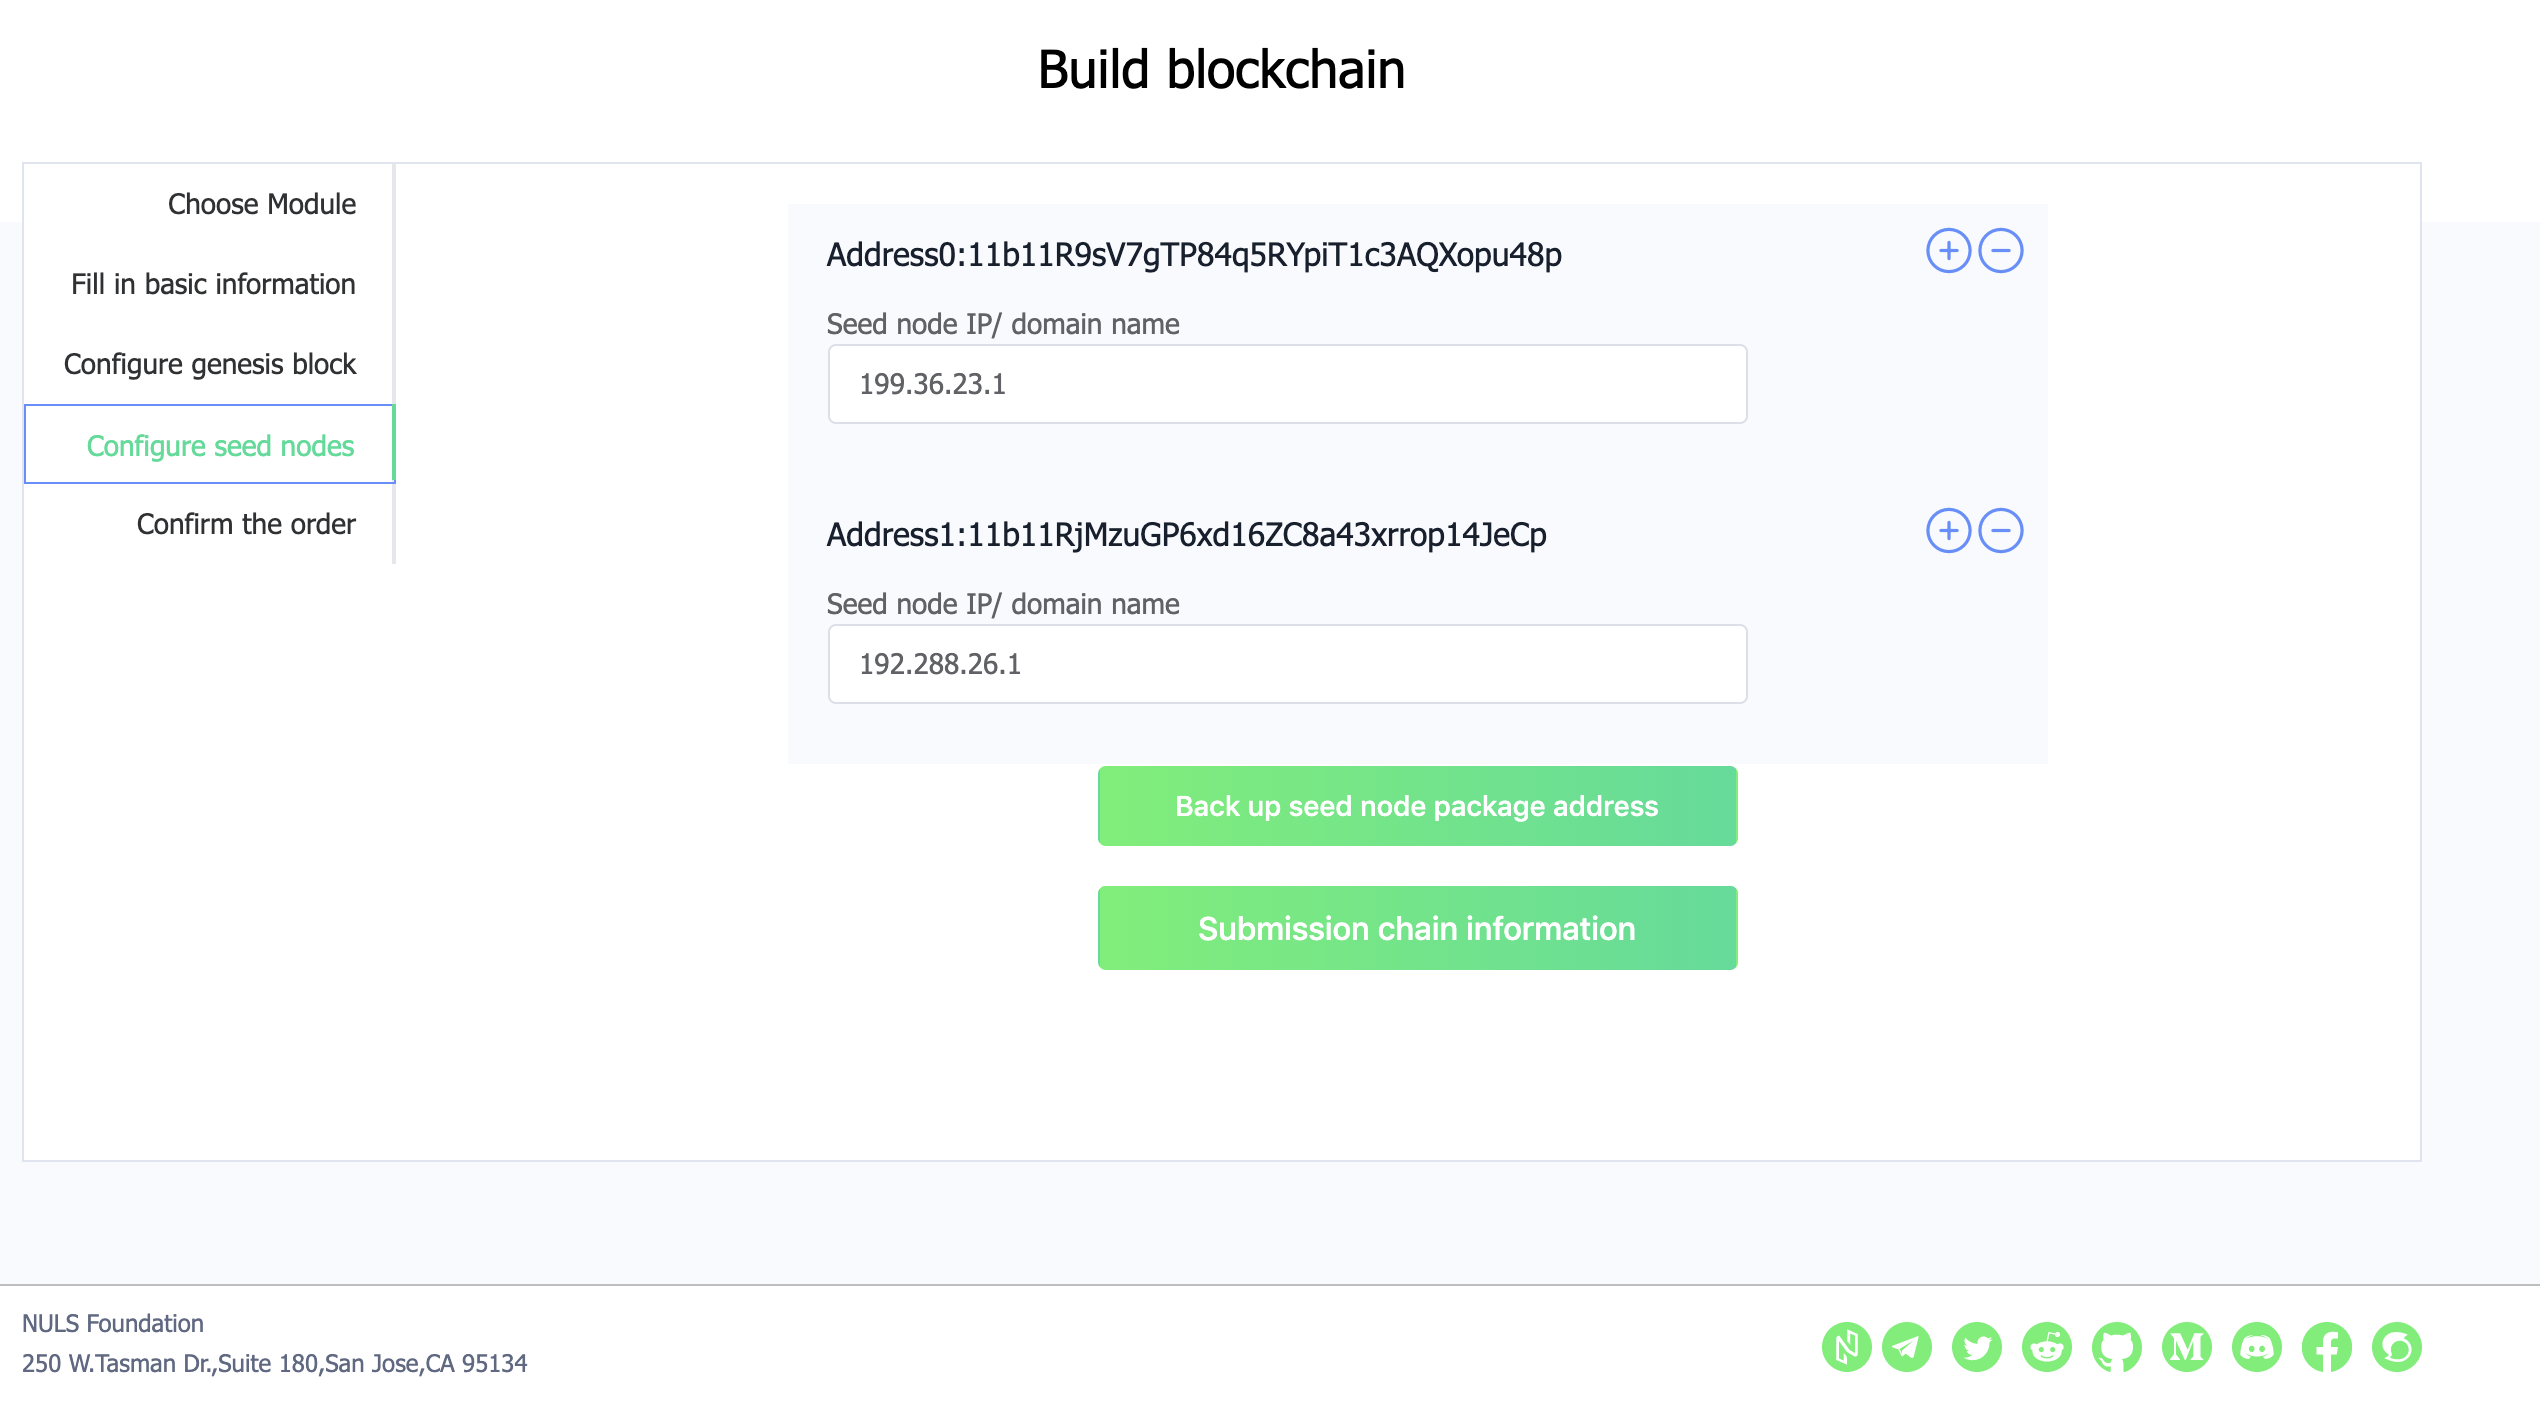 Build blockchain
Choose Module
Fill in basic information
Configure genesis block
Configure seed nodes
Confirm the order
Address0:11b11R9sV7gTP84q5RYpiT1c3AQXopu48p
Seed node IP/ domain name
199.36.23.1
Address1:11b11RjMzuGP6xd16ZC8a43xrrop14JeCp
Seed node IP/ domain name
192.288.26.1
Back up seed node package address
Submission chain information
NULS Foundation
250 W.Tasman Dr.,Suite 180,San Jose,CA 95134